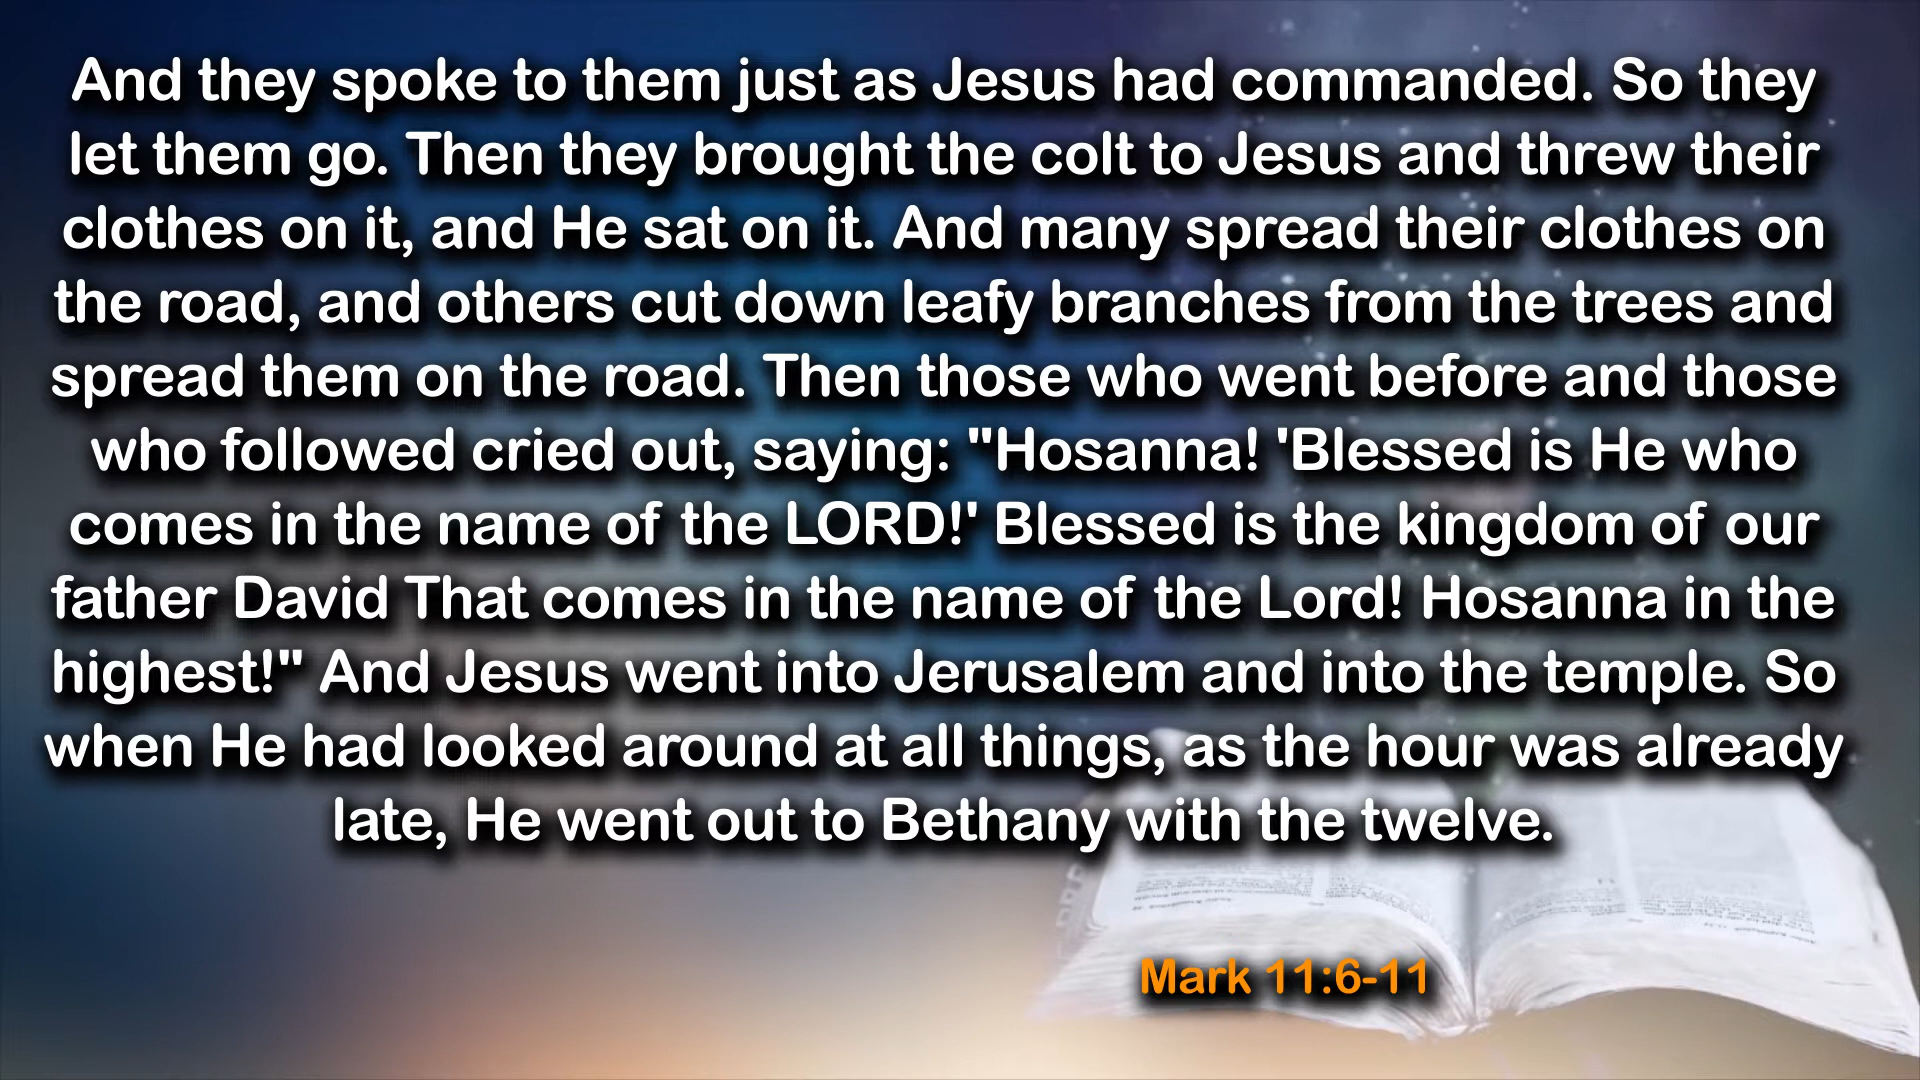 And they spoke to them just as Jesus had commanded. So they
let them go. Then they brought the colt to Jesus and threw their
clothes on it, and He sat on it. And many spread their clothes on
the road, and others cut down leafy branches from the trees and
spread them on the road. Then those who went before and those
who followed cried out, saying: "Hosanna! 'Blessed is He who
comes in the name of the LORD!' Blessed is the kingdom of our
father David That comes in the name of the Lord! Hosanna in the
highest!" And Jesus went into Jerusalem and into the temple. So
when He had looked around at all things, as the hour was already
late, He went out to Bethany with the twelve.
Mark 11:6-11